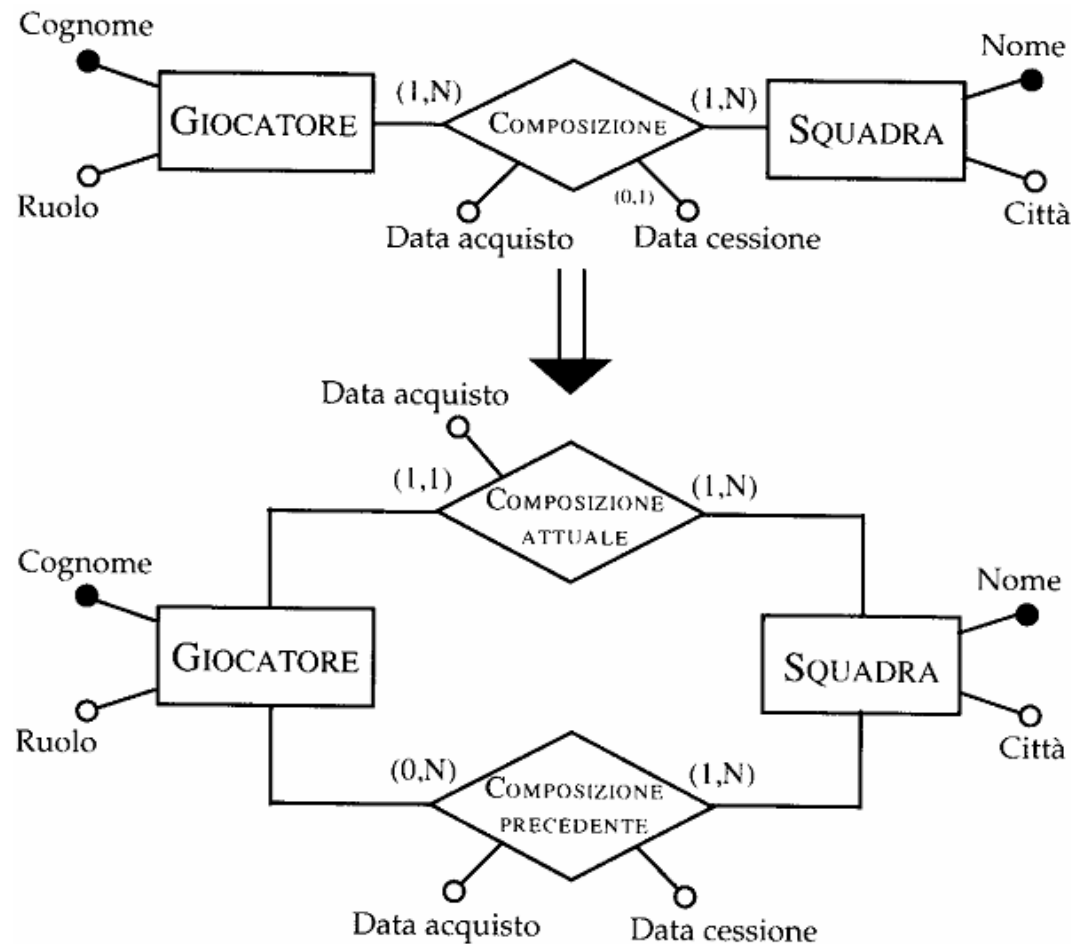 Cognome
Nome
(1,N)
(1,N)
GIOCATORE
COMPOSIZIONE
SQUADRA
(0,1)
Ruolo
Data acquisto
Data cessione
Città
Data acquisto
(1,1)
(1,N)
COMPOSIZIONE
ATTUALE
Cognome
Nome
GIOCATORE
SQUADRA
Ruolo
Città
(0,N)
(1,N)
COMPOSIZIONE
PRECEDENTE
Data acquisto
Data cessione